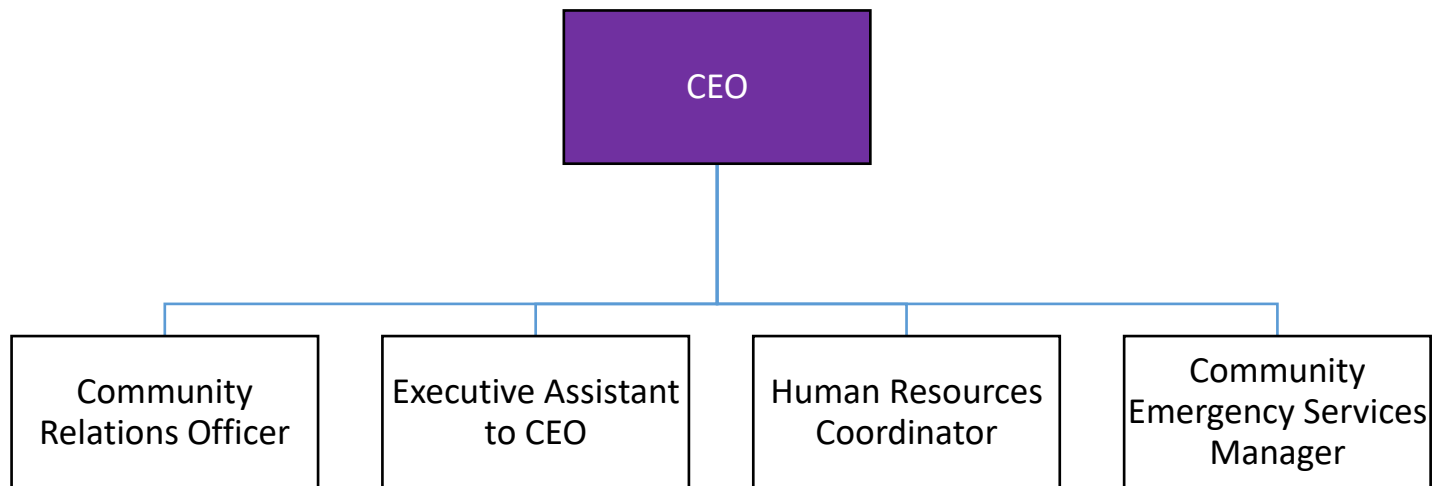 CEO
Community
Relations Officer
Executive Assistant
to CEO
Human Resources
Coordinator
Community
Emergency Services
Manager